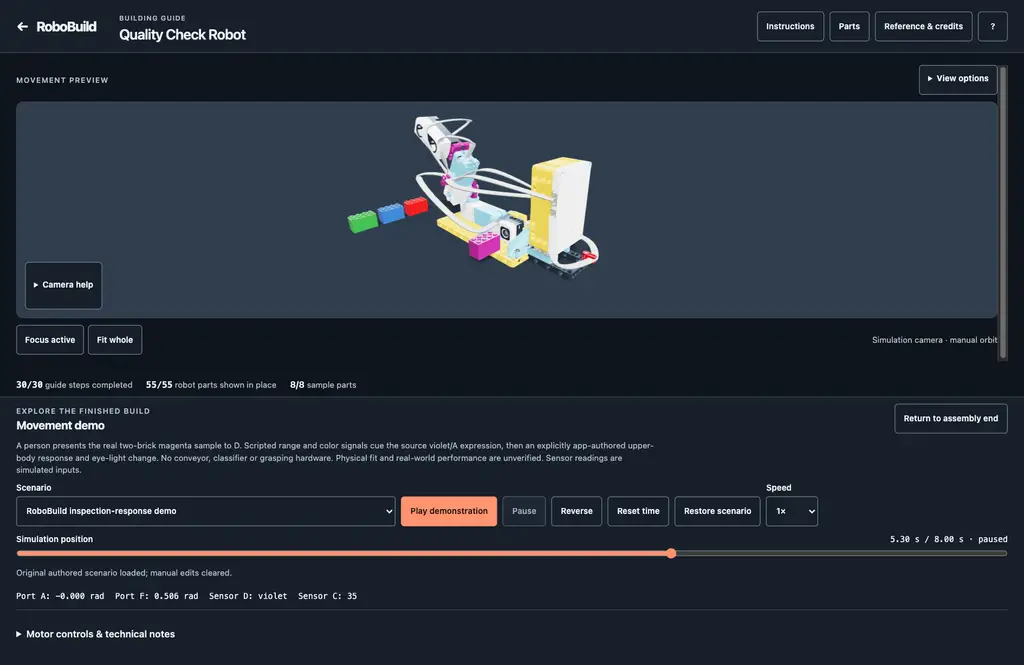 ← RoboBuild
BUILDING GUIDE
Quality Check Robot
Instructions
Parts
Reference & credits
?
MOVEMENT PREVIEW
▸ View options
▸ Camera help
Focus active
Fit whole
Simulation camera · manual orbit
30/30 guide steps completed 55/55 robot parts shown in place 8/8 sample parts
EXPLORE THE FINISHED BUILD
Movement demo
Return to assembly end
A person presents the real two-brick magenta sample to D. Scripted range and color signals cue the source violet/A expression, then an explicitly app-authored upper-
body response and eye-light change. No conveyor, classifier or grasping hardware. Physical fit and real-world performance are unverified. Sensor readings are
simulated inputs.
Scenario
Speed
RoboBuild inspection-response demo
Play demonstration
Pause
Reverse
Reset time
Restore scenario
1×
Simulation position
5.30 s / 8.00 s · paused
Original authored scenario loaded; manual edits cleared.
Port A: −0.000 rad Port F: 0.506 rad Sensor D: violet Sensor C: 35
▸ Motor controls & technical notes